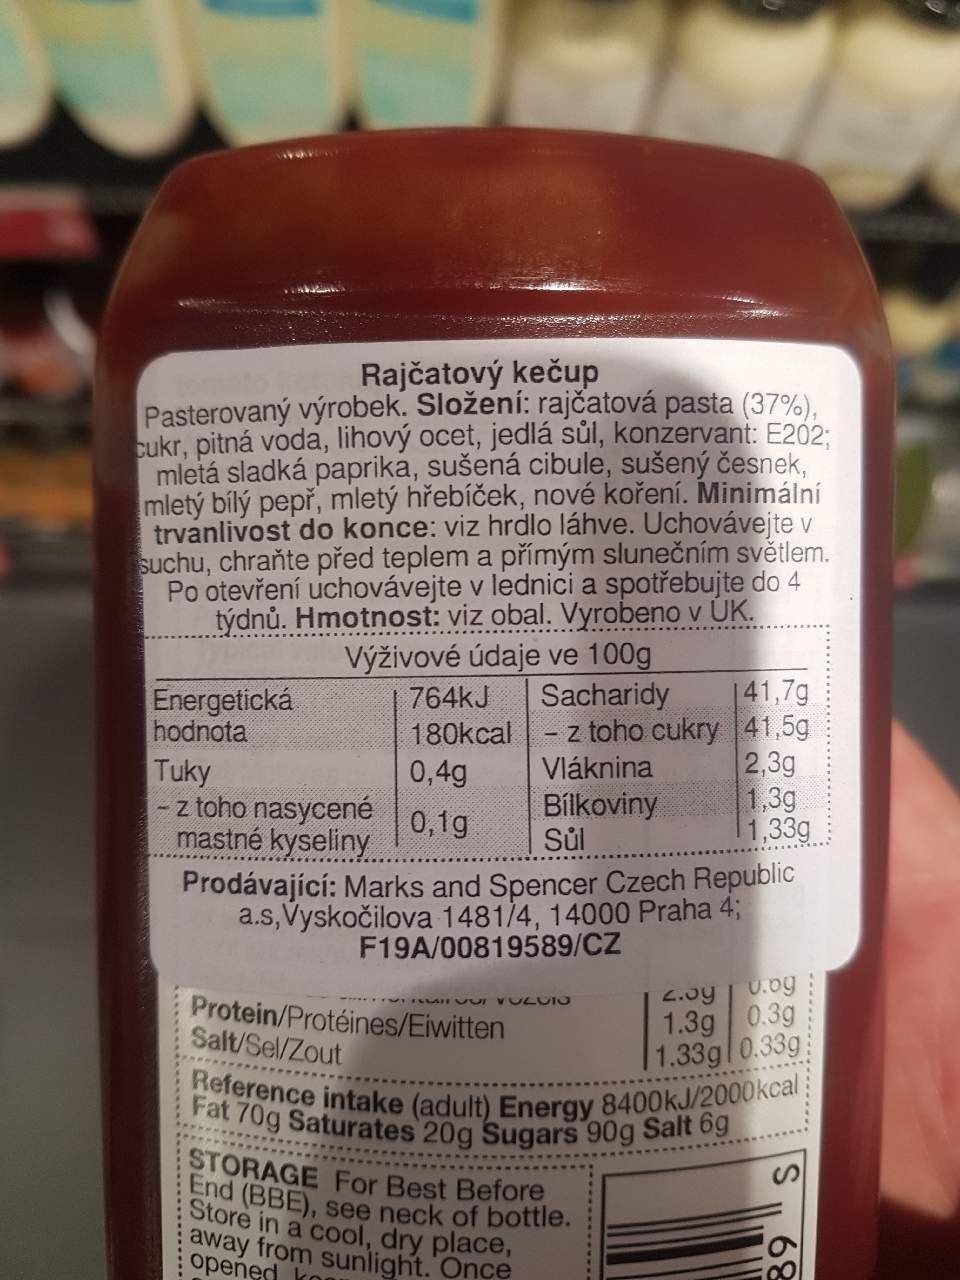 Rajčatový kečup
Pasterovaný výrobek. Složení: rajčatová pasta (37%),
cukr, pitná voda, lihový ocet, jedlá sůl, konzervant: E202;
mletá sladká paprika, sušená cibule, sušený česnek,
mletý bílý pepř, mletý hřebíček, nové koření. Minimální
trvanlivost do konce: viz hrdlo láhve. Uchovávejte v
suchu, chraňte před teplem a přímým slunečním světlem.
Po otevření uchovávejte v lednici a spotřebujte do 4
týdnů. Hmotnost: viz obal. Vyrobeno v UK.
Výživové údaje ve 100g
Energetická 764kJ Sacharidy 41,7g
hodnota 180kcal - z toho cukry 41,5g
Tuky 0,4g Vláknina 2,3g
- z toho nasycené 0,1g Bílkoviny 1,3g
mastné kyseliny Sůl 1,33g
Prodávající: Marks and Spencer Czech Republic
a.s,Vyskočilova 1481/4, 14000 Praha 4;
F19A/00819589/CZ
Protein/Protéines/Eiwitten 1.3g 0.3g
Salt/Sel/Zout 1.33g 0.33g
Reference intake (adult) Energy 8400kJ/2000kcal
Fat 70g Saturates 20g Sugars 90g Salt 6g
STORAGE For Best Before
End (BBE), see neck of bottle.
Store in a cool, dry place,
away from sunlight. Once
opened
S